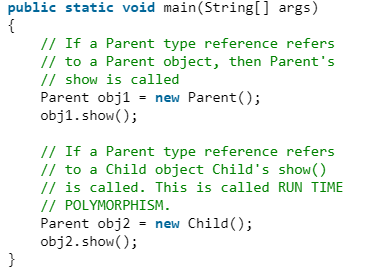 public static void main(String[] args)
{
// If a Parent type reference refers
// to a Parent object, then Parent's
// show is called
Parent obj1 = new Parent();
obj1.show();
// If a Parent type reference refers
// to a Child object Child's show()
// is called. This is called RUN TIME
// POLYMORPHISM.
Parent obj2 = new Child();
obj2.show();
}